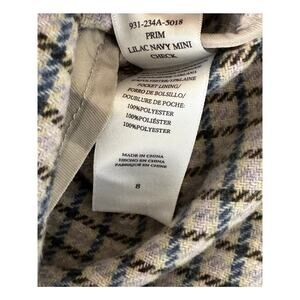 931-234A-5018
PRIM
LILAC NAVY MINI
CHECK
POCKET LINING/
FORRO DE BOLSILLO/
DOUBLURE DE POCHE:
100%POLYESTER
100%POLIÉSTER
100%POLYESTER
MADE IN CHINA
HECHO EN CHINA
FABRIQUÉ EN CHINE
8